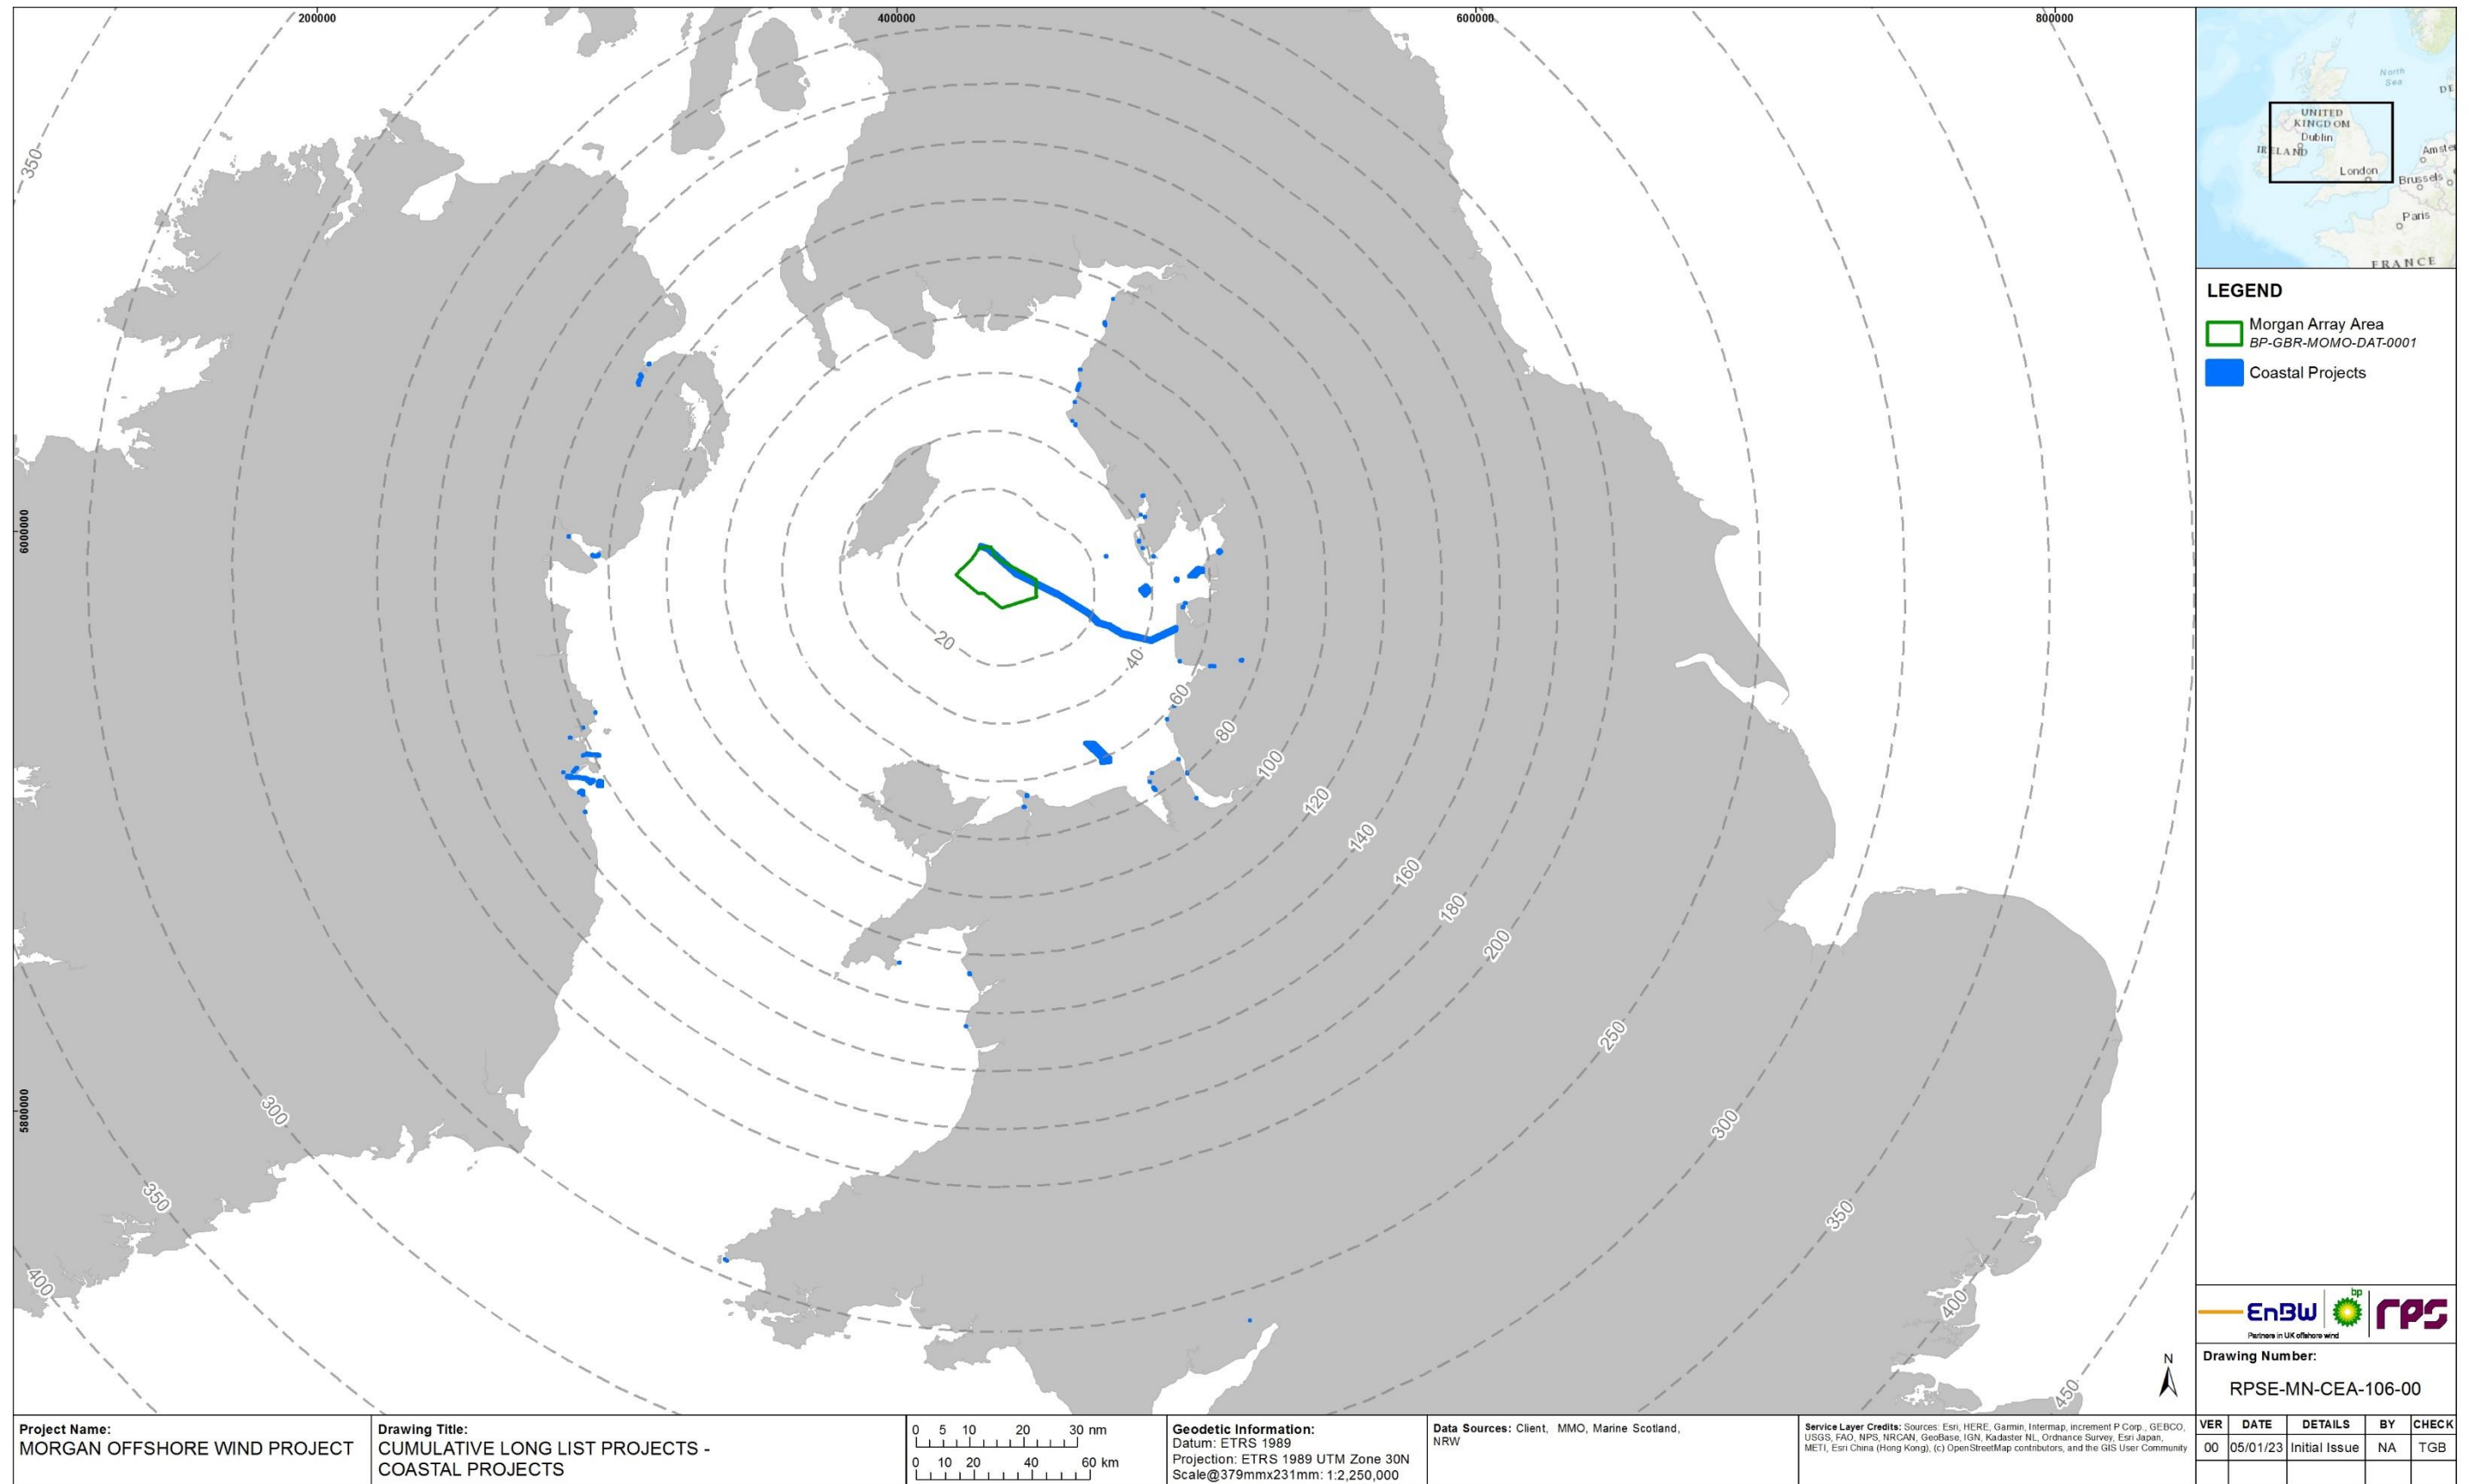 200000
400000
600000
800000
6000000
5800000
350
20
40
60
80
100
120
140
160
180
200
250
300
350
400
450
300
350
400
North
Sea
DE
UNITED
KINGDOM
Dublin
IRELAND
Amste
London
Brussels
Paris
FRANCE
LEGEND
Morgan Array Area
BP-GBR-MOMO-DAT-0001
Coastal Projects
EnBW
bp
rps
Partners in UK offshore wind
N
Drawing Number:
RPSE-MN-CEA-106-00
Project Name:
MORGAN OFFSHORE WIND PROJECT
Drawing Title:
CUMULATIVE LONG LIST PROJECTS -
COASTAL PROJECTS
0 5 10 20 30 nm
0 10 20 40 60 km
Geodetic Information:
Datum: ETRS 1989
Projection: ETRS 1989 UTM Zone 30N
Scale@379mmx231mm: 1:2,250,000
Data Sources: Client, MMO, Marine Scotland,
NRW
Service Layer Credits: Sources: Esri, HERE, Garmin, Intermap, increment P Corp., GEBCO,
USGS, FAO, NPS, NRCAN, GeoBase, IGN, Kadaster NL, Ordnance Survey, Esri Japan,
METI, Esri China (Hong Kong), (c) OpenStreetMap contributors, and the GIS User Community
VER DATE DETAILS BY CHECK
00 05/01/23 Initial Issue NA TGB